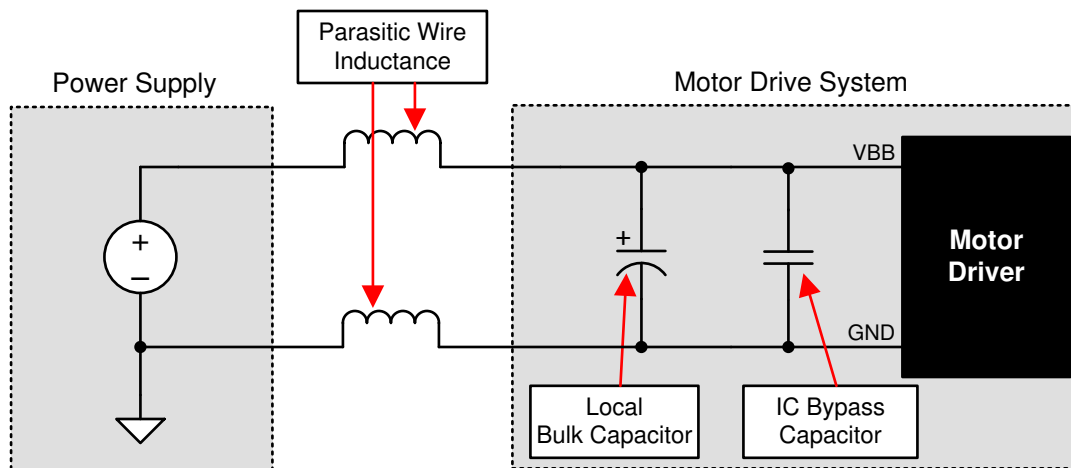 Parasitic Wire
Inductance
Power Supply
Motor Drive System
VBB
+
–
+
Motor
Driver
GND
Local
Bulk Capacitor
IC Bypass
Capacitor